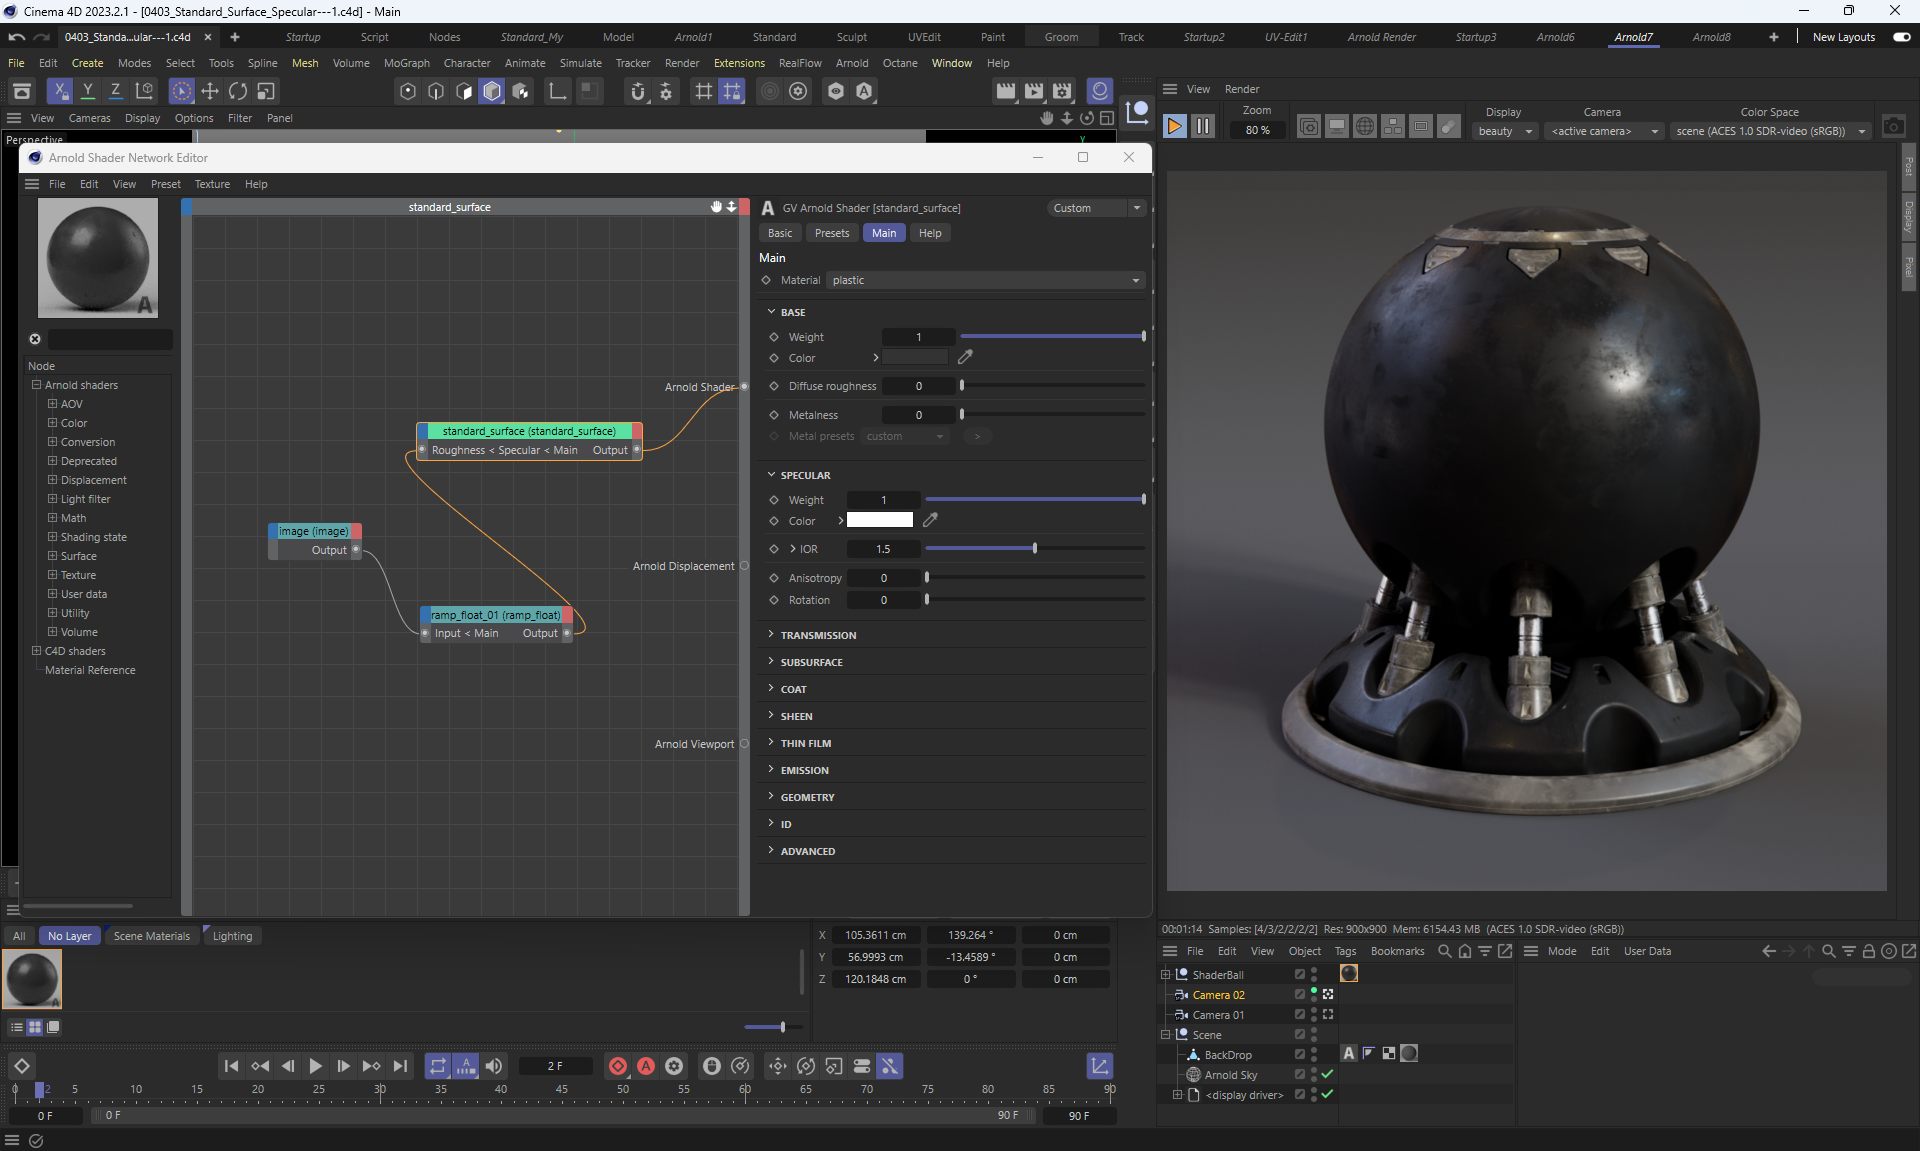 Cinema 4D 2023.2.1 - [0403_Standard_Surface_Specular---1.c4d] - Main
0403_Standa...ular---1.c4d × + Startup Script Nodes Standard_My Model Arnold1 Standard Sculpt UVEdit Paint Groom Track Startup2 UV-Edit1 Arnold Render Startup3 Arnold6 Arnold7 Arnold8 + New Layouts
File Edit Create Modes Select Tools Spline Mesh Volume MoGraph Character Animate Simulate Tracker Render Extensions RealFlow Arnold Octane Window Help
X Y Z
View Cameras Display Options Filter Panel
Perspective
Y
View Render
Zoom Display Camera Color Space
80 % beauty <active camera> scene (ACES 1.0 SDR-video (sRGB))
Post
Display
Pixel
Arnold Shader Network Editor
File Edit View Preset Texture Help
A
Node
Arnold shaders
AOV
Color
Conversion
Deprecated
Displacement
Light filter
Math
Shading state
Surface
Texture
User data
Utility
Volume
C4D shaders
Material Reference
standard_surface
Arnold Shader
standard_surface (standard_surface)
Roughness < Specular < Main Output
image (image)
Output
Arnold Displacement
ramp_float_01 (ramp_float)
Input < Main Output
Arnold Viewport
GV Arnold Shader [standard_surface] Custom
Basic Presets Main Help
Main
Material plastic
BASE
Weight 1
Color
Diffuse roughness 0
Metalness 0
Metal presets custom >
SPECULAR
Weight 1
Color
IOR 1.5
Anisotropy 0
Rotation 0
TRANSMISSION
SUBSURFACE
COAT
SHEEN
THIN FILM
EMISSION
GEOMETRY
ID
ADVANCED
00:01:14 Samples: [4/3/2/2/2/2] Res: 900x900 Mem: 6154.43 MB (ACES 1.0 SDR-video (sRGB))
All No Layer Scene Materials Lighting
X 105.3611 cm 139.264 ° 0 cm
Y 56.9993 cm -13.4589 ° 0 cm
Z 120.1848 cm 0 ° 0 cm
File Edit View Object Tags Bookmarks
ShaderBall
Camera 02
Camera 01
Scene
BackDrop A
Arnold Sky
<display driver>
Mode Edit User Data
2 F
0 2 5 10 15 20 25 30 35 40 45 50 55 60 65 70 75 80 85 90
0 F 0 F 90 F 90 F